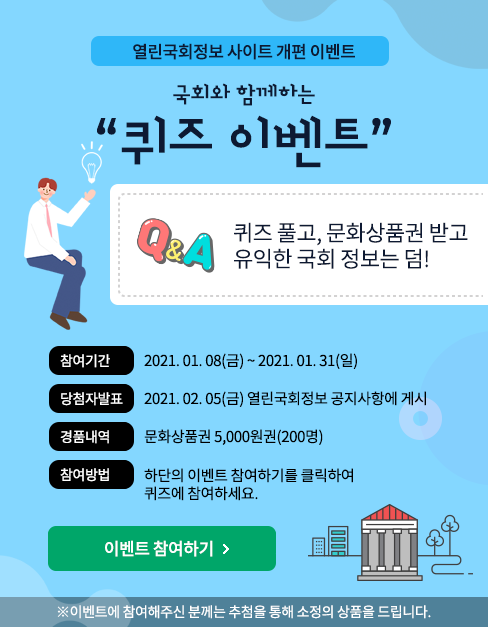 열린국회정보 사이트 개편 이벤트
국회와 함께하는
“퀴즈 이벤트”
Q&A
퀴즈 풀고, 문화상품권 받고
유익한 국회 정보는 덤!
참여기간 2021. 01. 08(금) ~ 2021. 01. 31(일)
당첨자발표 2021. 02. 05(금) 열린국회정보 공지사항에 게시
경품내역 문화상품권 5,000원권(200명)
참여방법 하단의 이벤트 참여하기를 클릭하여
퀴즈에 참여하세요.
이벤트 참여하기 >
※이벤트에 참여해주신 분께는 추첨을 통해 소정의 상품을 드립니다.